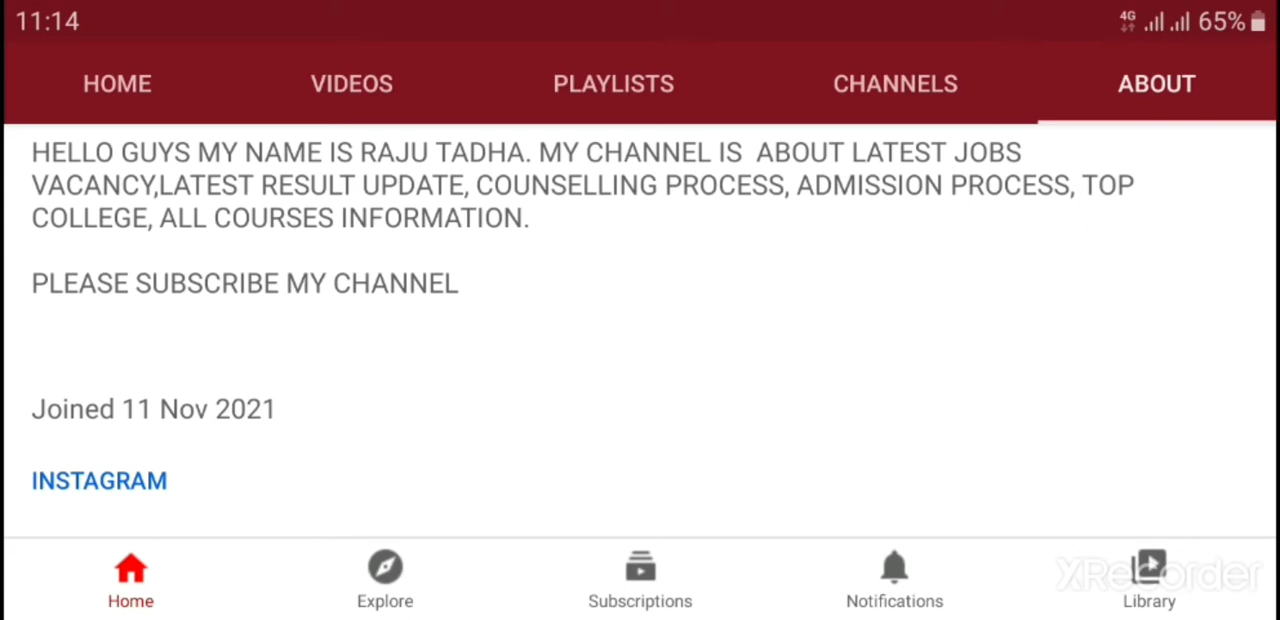 11:14
4G
65%
HOME
VIDEOS
PLAYLISTS
CHANNELS
ABOUT
HELLO GUYS MY NAME IS RAJU TADHA. MY CHANNEL IS  ABOUT LATEST JOBS
VACANCY,LATEST RESULT UPDATE, COUNSELLING PROCESS, ADMISSION PROCESS, TOP
COLLEGE, ALL COURSES INFORMATION.
PLEASE SUBSCRIBE MY CHANNEL
Joined 11 Nov 2021
INSTAGRAM
Home
Explore
Subscriptions
Notifications
Library
XRecorder